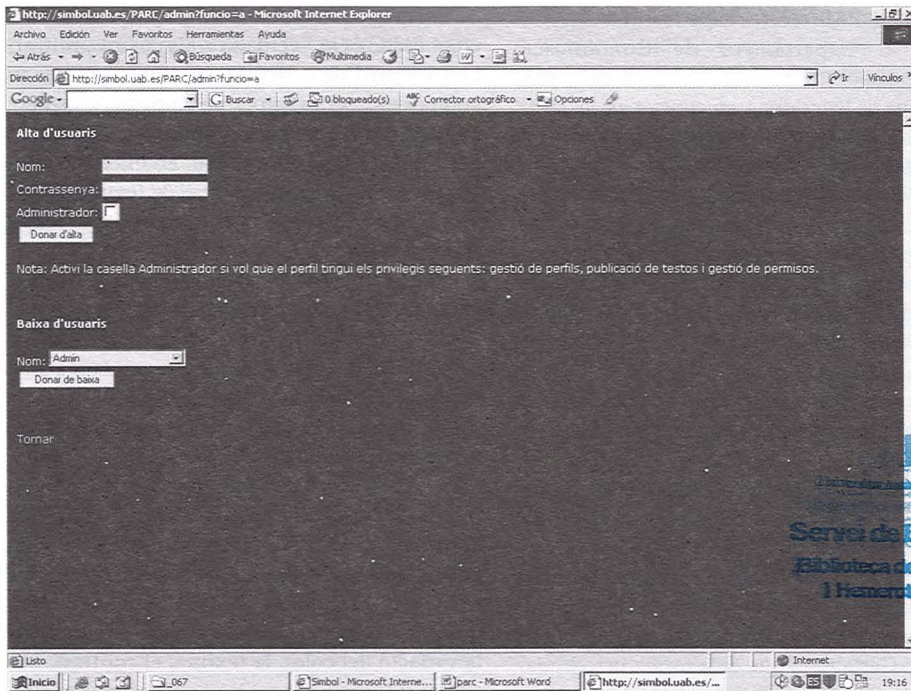 http://simbol.uab.es/PARC/admin?funcio=a - Microsoft Internet Explorer
Archivo Edición Ver Favoritos Herramientas Ayuda
Atrás Búsqueda Favoritos Multimedia
Dirección http://simbol.uab.es/PARC/admin?funcio=a Ir Vínculos
Google Buscar 0 bloqueado(s) ABC Corrector ortográfico Opciones
Alta d'usuaris
Nom:
Contrassenya:
Administrador:
Donar d'alta
Nota: Activi la casella Administrador si vol que el perfil tingui els privilegis seguents: gestió de perfils, publicació de testos i gestió de permisos.
Baixa d'usuaris
Nom: Admin
Donar de baixa
Tornar
Servei de
Biblioteca de
I Hemerot
Listo Internet
Inicio _067 Simbol - Microsoft Interne... parc - Microsoft Word http://simbol.uab.es/... ES 19:16